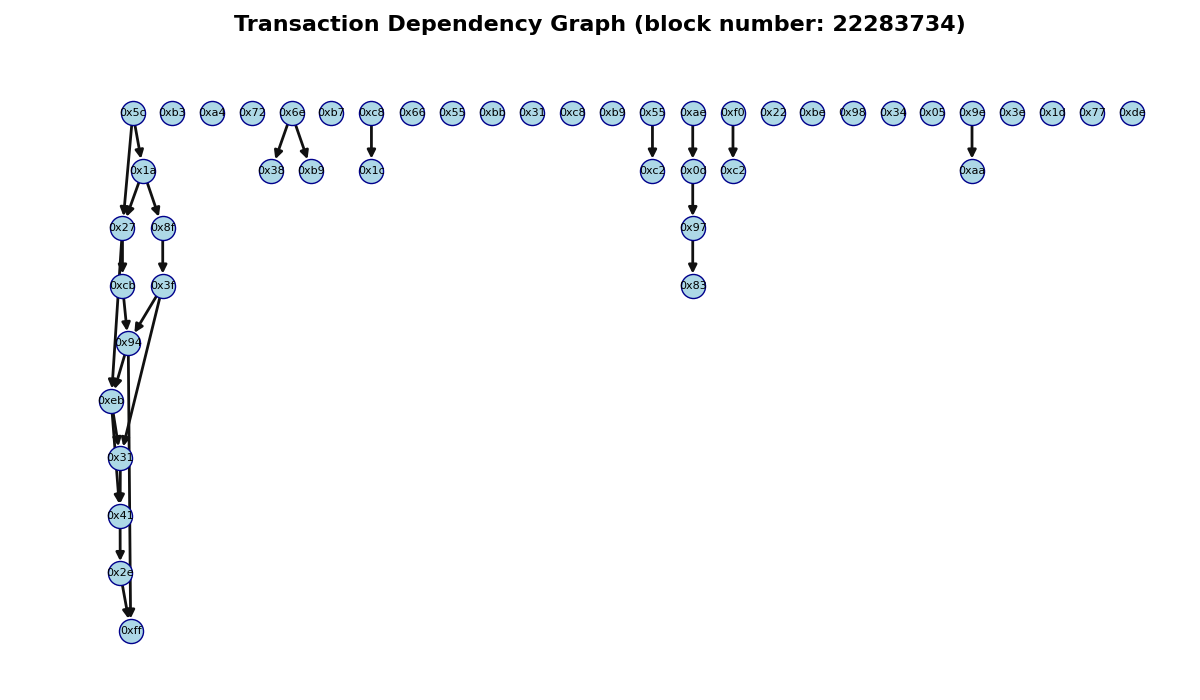 Transaction Dependency Graph (block number: 22283734)
0x5c 0xb3 0xa4 0x72 0x6e 0xb7 0xc8 0x66 0x55 0xbb 0x31 0xc8 0xb9 0x55 0xae 0xf0 0x22 0xbe 0x98 0x34 0x05 0x9e 0x3e 0x1d 0x77 0xde
0x1a 0x38 0xb9 0x1c 0xc2 0x0d 0xc2 0xaa
0x27 0x8f 0x97
0xcb 0x3f 0x83
0x94
0xeb
0x31
0x41
0x2e
0xff